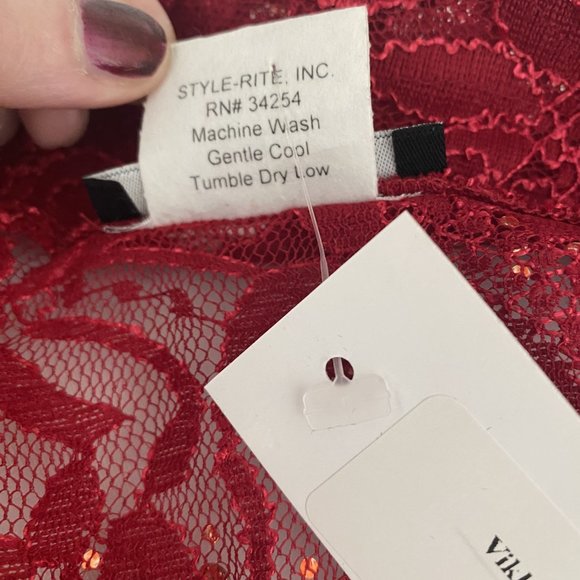 STYLE-RITE, INC.
RN# 34254
Machine Wash
Gentle Cool
Tumble Dry Low